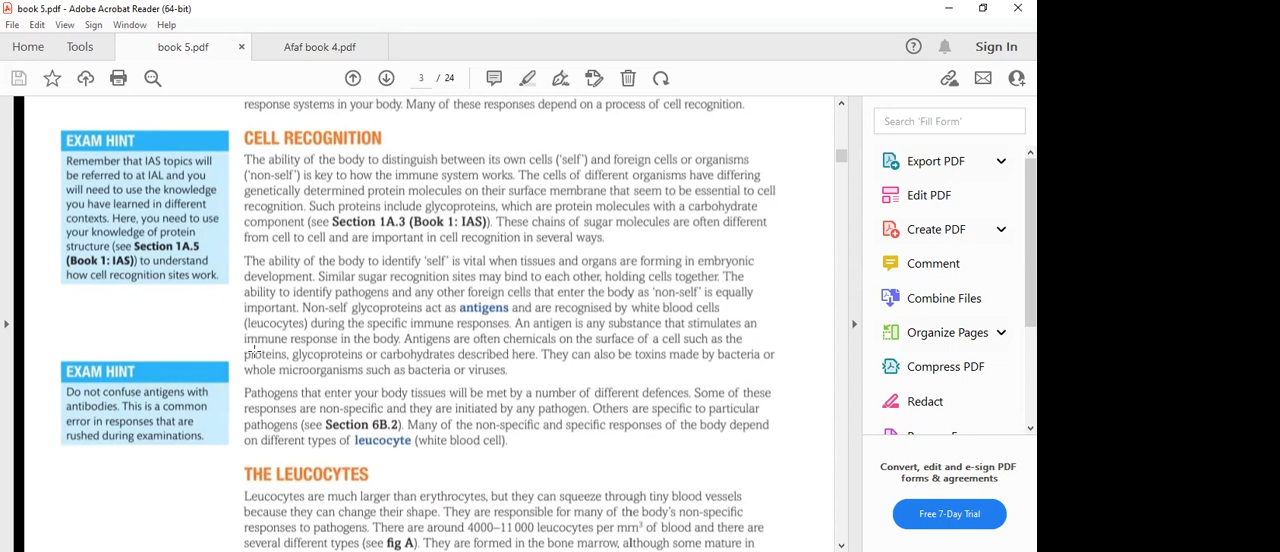 book 5.pdf - Adobe Acrobat Reader (64-bit)
File Edit View Sign Window Help
Home Tools book 5.pdf × Afaf book 4.pdf ? Sign In
3 / 24
response systems in your body. Many of these responses depend on a process of cell recognition.
EXAM HINT
Remember that IAS topics will
be referred to at IAL and you
will need to use the knowledge
you have learned in different
contexts. Here, you need to use
your knowledge of protein
structure (see Section 1A.5
(Book 1: IAS)) to understand
how cell recognition sites work.
CELL RECOGNITION
The ability of the body to distinguish between its own cells ('self') and foreign cells or organisms
('non-self') is key to how the immune system works. The cells of different organisms have differing
genetically determined protein molecules on their surface membrane that seem to be essential to cell
recognition. Such proteins include glycoproteins, which are protein molecules with a carbohydrate
component (see Section 1A.3 (Book 1: IAS)). These chains of sugar molecules are often different
from cell to cell and are important in cell recognition in several ways.
The ability of the body to identify 'self' is vital when tissues and organs are forming in embryonic
development. Similar sugar recognition sites may bind to each other, holding cells together. The
ability to identify pathogens and any other foreign cells that enter the body as 'non-self' is equally
important. Non-self glycoproteins act as antigens and are recognised by white blood cells
(leucocytes) during the specific immune responses. An antigen is any substance that stimulates an
immune response in the body. Antigens are often chemicals on the surface of a cell such as the
proteins, glycoproteins or carbohydrates described here. They can also be toxins made by bacteria or
whole microorganisms such as bacteria or viruses.
EXAM HINT
Do not confuse antigens with
antibodies. This is a common
error in responses that are
rushed during examinations.
Pathogens that enter your body tissues will be met by a number of different defences. Some of these
responses are non-specific and they are initiated by any pathogen. Others are specific to particular
pathogens (see Section 6B.2). Many of the non-specific and specific responses of the body depend
on different types of leucocyte (white blood cell).
THE LEUCOCYTES
Leucocytes are much larger than erythrocytes, but they can squeeze through tiny blood vessels
because they can change their shape. They are responsible for many of the body's non-specific
responses to pathogens. There are around 4000–11 000 leucocytes per mm³ of blood and there are
several different types (see fig A). They are formed in the bone marrow, although some mature in
Search 'Fill Form'
Export PDF
Edit PDF
Create PDF
Comment
Combine Files
Organize Pages
Compress PDF
Redact
Convert, edit and e-sign PDF
forms & agreements
Free 7-Day Trial